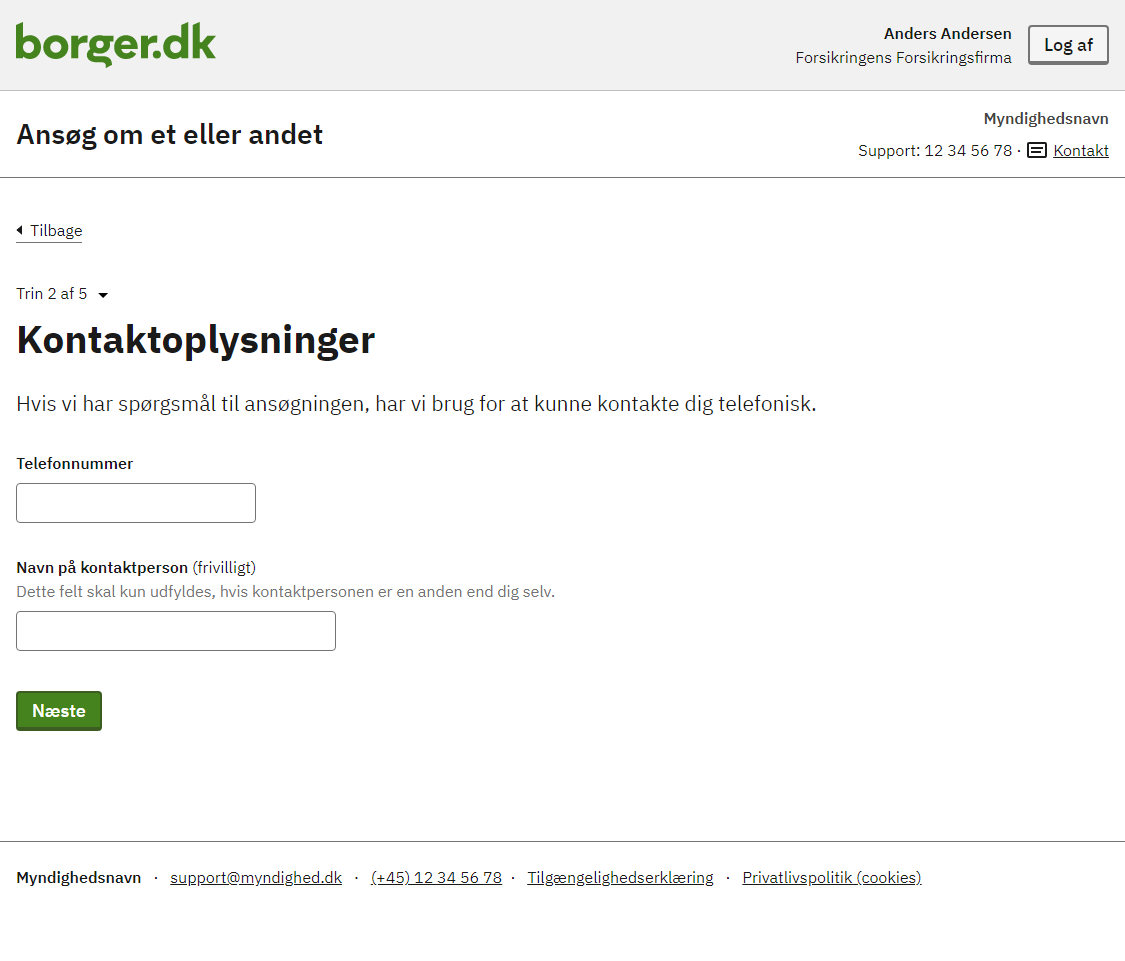 borger.dk
Anders Andersen
Forsikringens Forsikringsfirma
Log af
Ansøg om et eller andet
Myndighedsnavn
Support: 12 34 56 78 · Kontakt
Tilbage
Trin 2 af 5
Kontaktoplysninger
Hvis vi har spørgsmål til ansøgningen, har vi brug for at kunne kontakte dig telefonisk.
Telefonnummer
Navn på kontaktperson (frivilligt)
Dette felt skal kun udfyldes, hvis kontaktpersonen er en anden end dig selv.
Næste
Myndighedsnavn · support@myndighed.dk · (+45) 12 34 56 78 · Tilgængelighedserklæring · Privatlivspolitik (cookies)